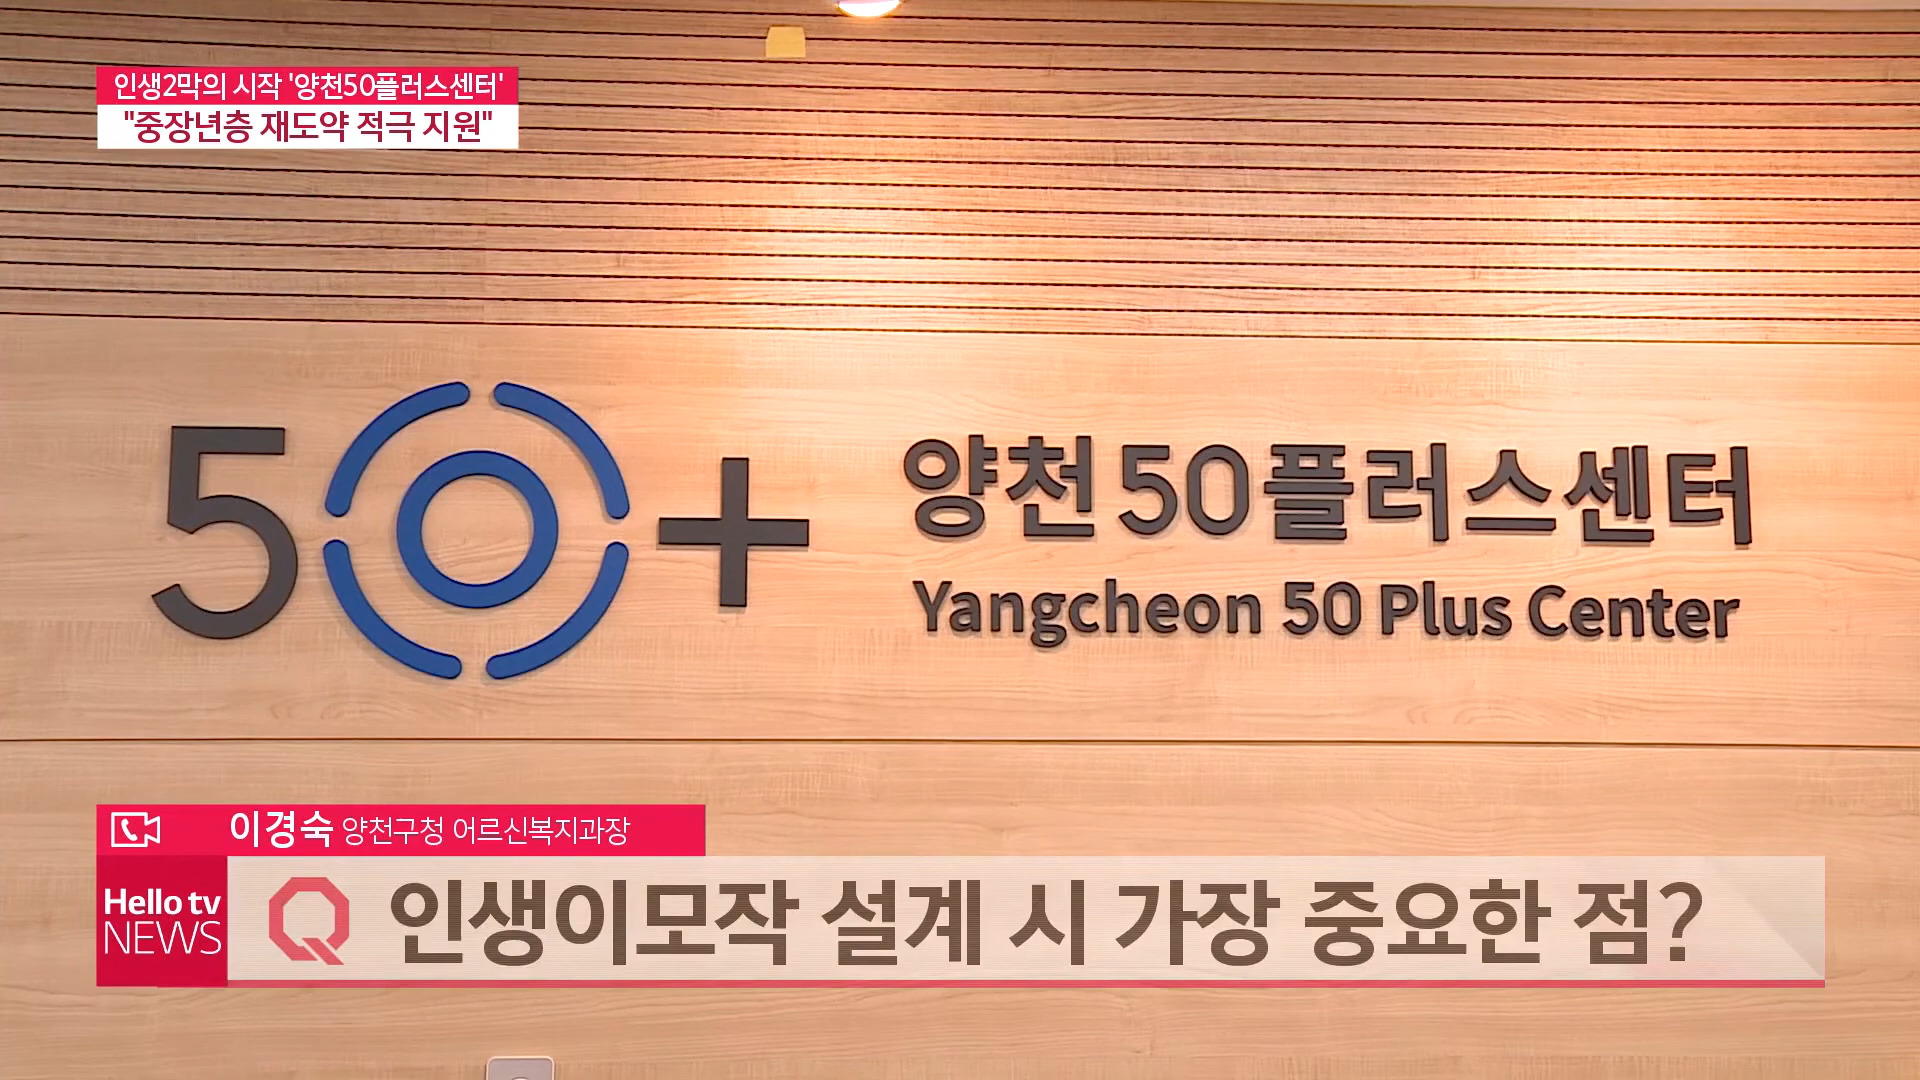 인생2막의 시작 '양천50플러스센터'
"중장년층 재도약 적극 지원"
50+
양천50플러스센터
Yangcheon 50 Plus Center
이경숙 양천구청 어르신복지과장
Hello tv
NEWS
Q 인생이모작 설계 시 가장 중요한 점?